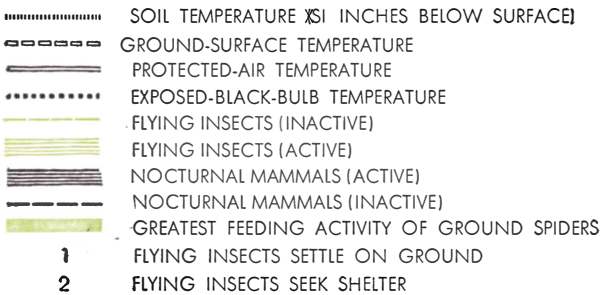 SOIL TEMPERATURE (SI INCHES BELOW SURFACE)
GROUND-SURFACE TEMPERATURE
PROTECTED-AIR TEMPERATURE
EXPOSED-BLACK-BULB TEMPERATURE
FLYING INSECTS (INACTIVE)
FLYING INSECTS (ACTIVE)
NOCTURNAL MAMMALS (ACTIVE)
NOCTURNAL MAMMALS (INACTIVE)
GREATEST FEEDING ACTIVITY OF GROUND SPIDERS
1 FLYING INSECTS SETTLE ON GROUND
2 FLYING INSECTS SEEK SHELTER